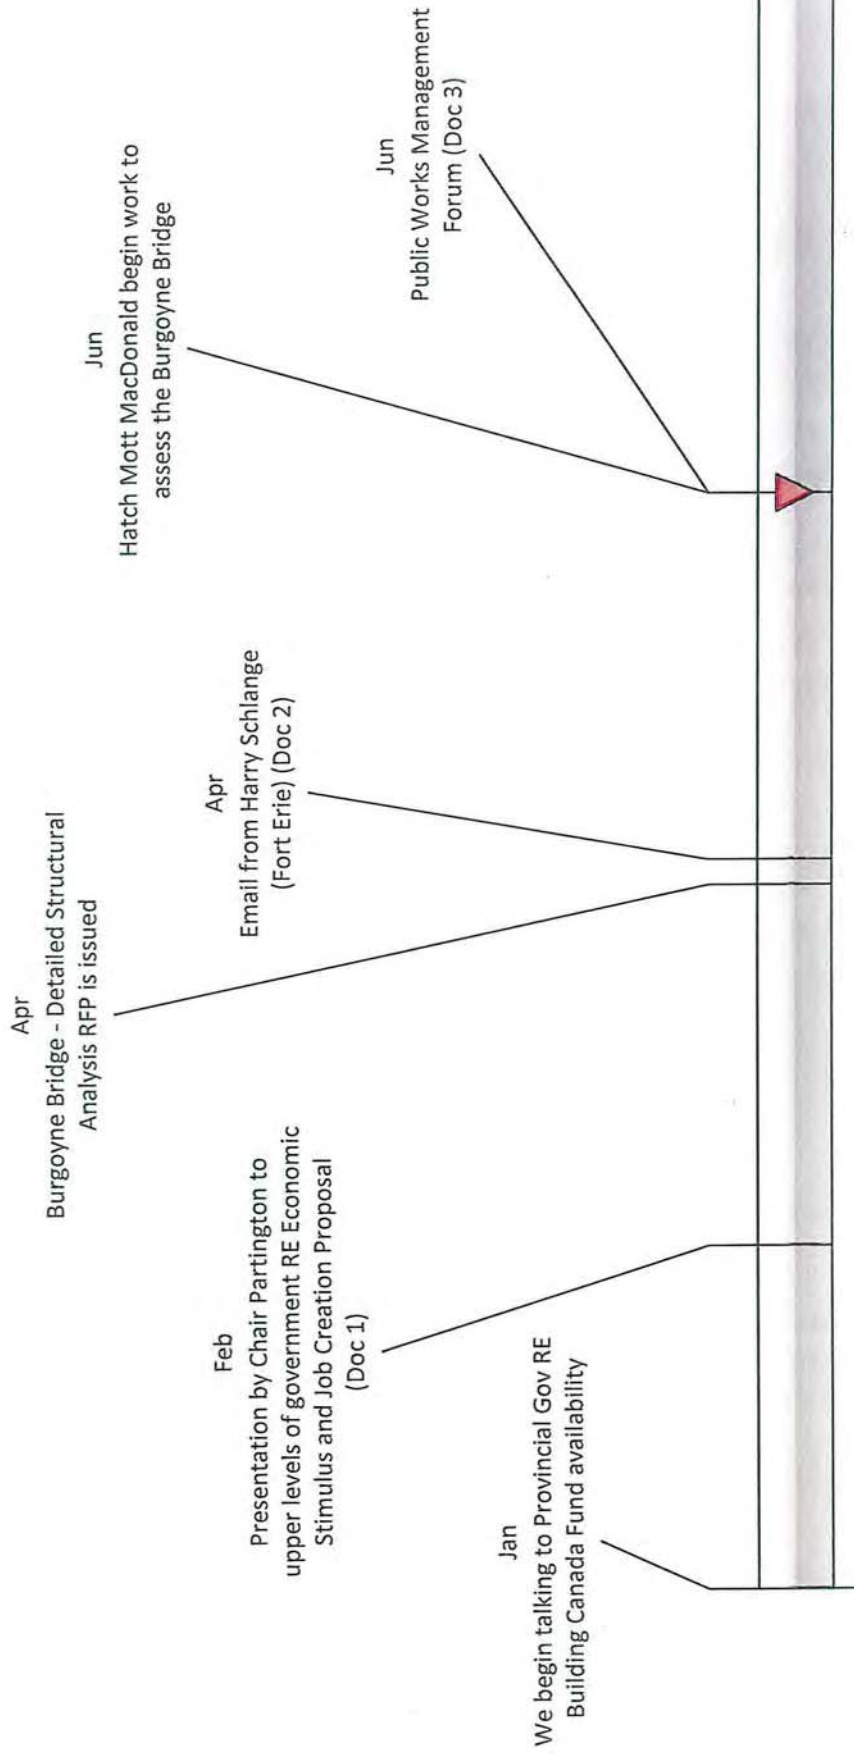 Jan
We begin talking to Provincial Gov RE
Building Canada Fund availability
Feb
Presentation by Chair Partington to
upper levels of government RE Economic
Stimulus and Job Creation Proposal
(Doc 1)
Apr
Burgoyne Bridge - Detailed Structural
Analysis RFP is issued
Apr
Email from Harry Schlange
(Fort Erie) (Doc 2)
Jun
Hatch Mott MacDonald begin work to
assess the Burgoyne Bridge
Jun
Public Works Management
Forum (Doc 3)